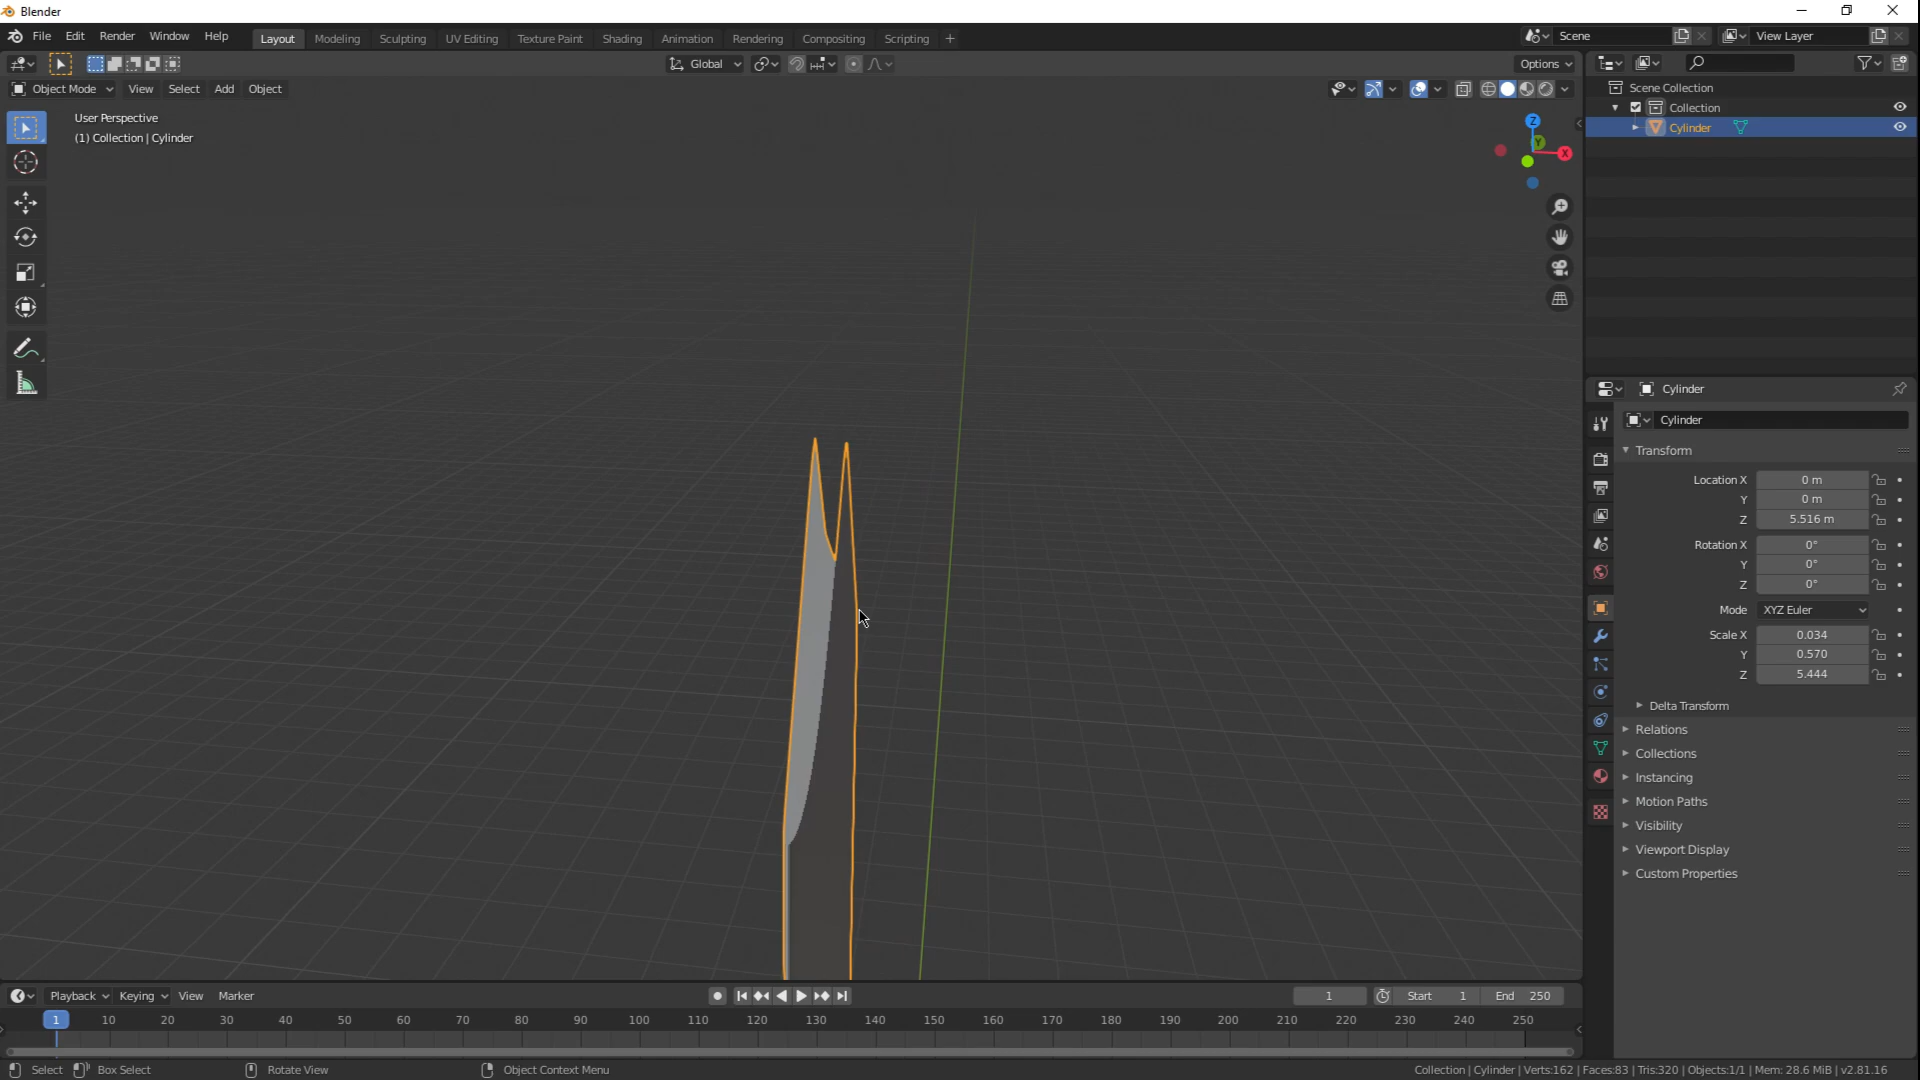 Blender
File Edit Render Window Help Layout Modeling Sculpting UV Editing Texture Paint Shading Animation Rendering Compositing Scripting + Scene View Layer
Global Options
Object Mode View Select Add Object
User Perspective
(1) Collection | Cylinder
Z
Y
X
Scene Collection
Collection
Cylinder
Cylinder
Cylinder
Transform
Location X 0 m
Y 0 m
Z 5.516 m
Rotation X 0°
Y 0°
Z 0°
Mode XYZ Euler
Scale X 0.034
Y 0.570
Z 5.444
Delta Transform
Relations
Collections
Instancing
Motion Paths
Visibility
Viewport Display
Custom Properties
Playback Keying View Marker 1 Start 1 End 250
1 10 20 30 40 50 60 70 80 90 100 110 120 130 140 150 160 170 180 190 200 210 220 230 240 250
Select Box Select Rotate View Object Context Menu Collection | Cylinder | Verts:162 | Faces:83 | Tris:320 | Objects:1/1 | Mem: 28.6 MiB | v2.81.16